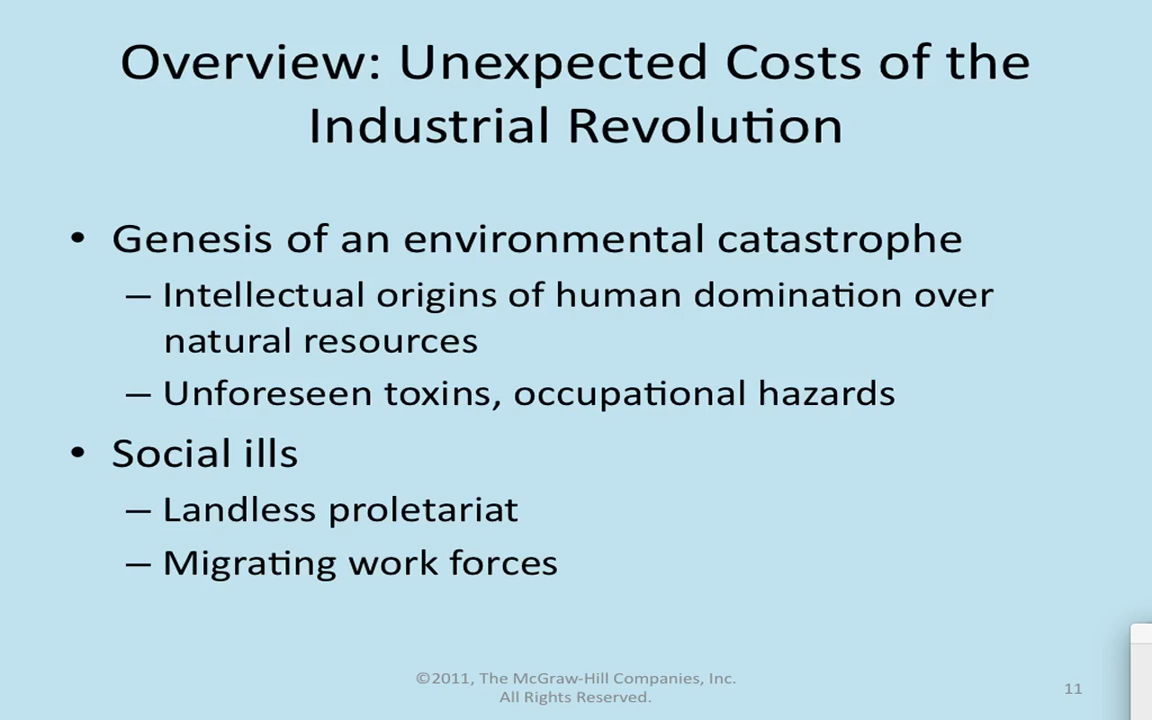 Overview: Unexpected Costs of the
Industrial Revolution
• Genesis of an environmental catastrophe
– Intellectual origins of human domination over
natural resources
– Unforeseen toxins, occupational hazards
• Social ills
– Landless proletariat
– Migrating work forces
©2011, The McGraw-Hill Companies, Inc.
All Rights Reserved.
11